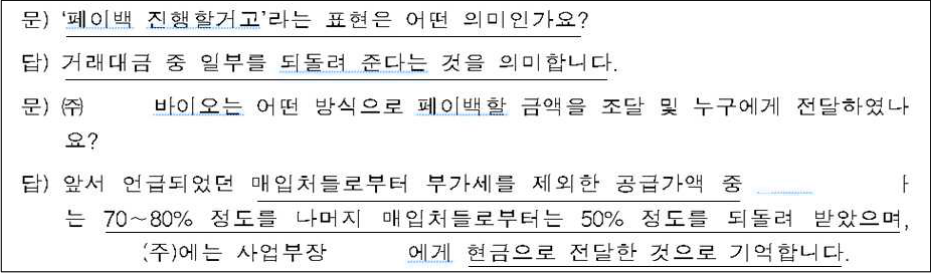 문) ‘페이백 진행할거고’라는 표현은 어떤 의미인가요?
답) 거래대금 중 일부를 되돌려 준다는 것을 의미합니다.
문) ㈜ 바이오는 어떤 방식으로 페이백할 금액을 조달 및 누구에게 전달하였나
요?
답) 앞서 언급되었던 매입처들로부터 부가세를 제외한 공급가액 중
는 70~80% 정도를 나머지 매입처들로부터는 50% 정도를 되돌려 받았으며,
(주)에는 사업부장 에게 현금으로 전달한 것으로 기억합니다.